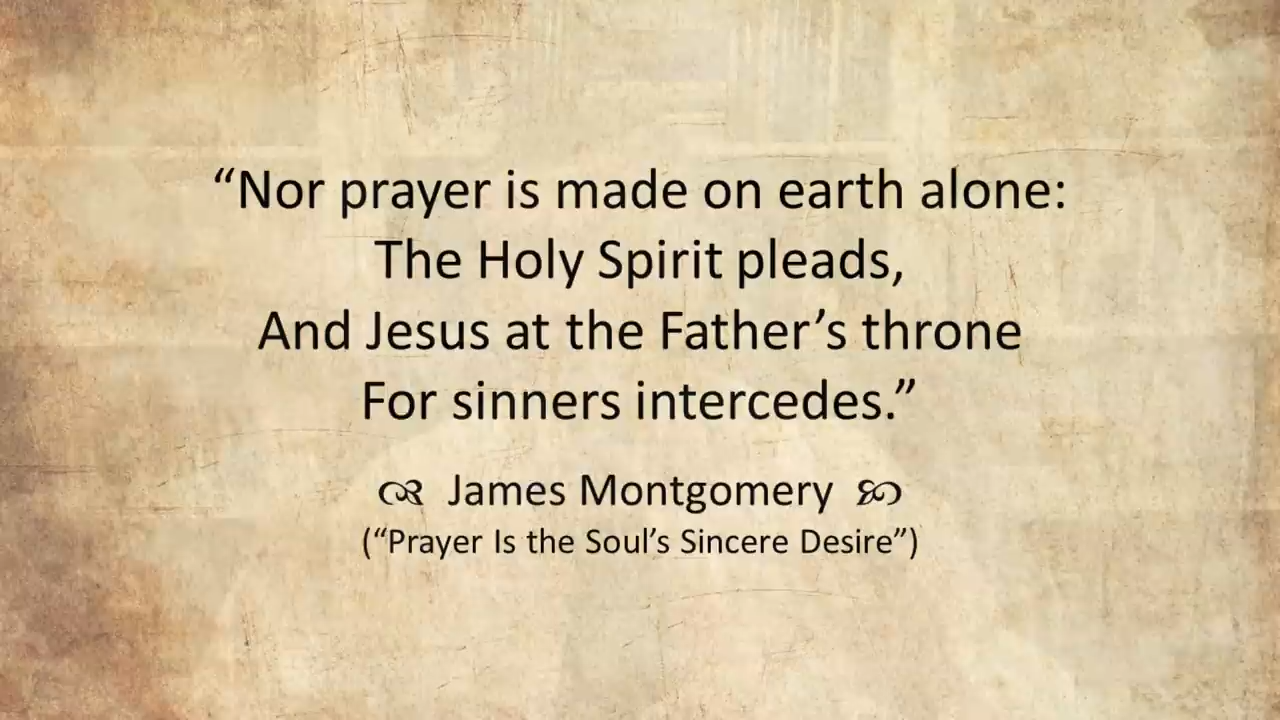 “Nor prayer is made on earth alone:
The Holy Spirit pleads,
And Jesus at the Father’s throne
For sinners intercedes.”
James Montgomery
(“Prayer Is the Soul’s Sincere Desire”)